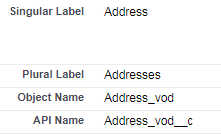 Singular Label Address
Plural Label Addresses
Object Name Address_vod
API Name Address_vod__c